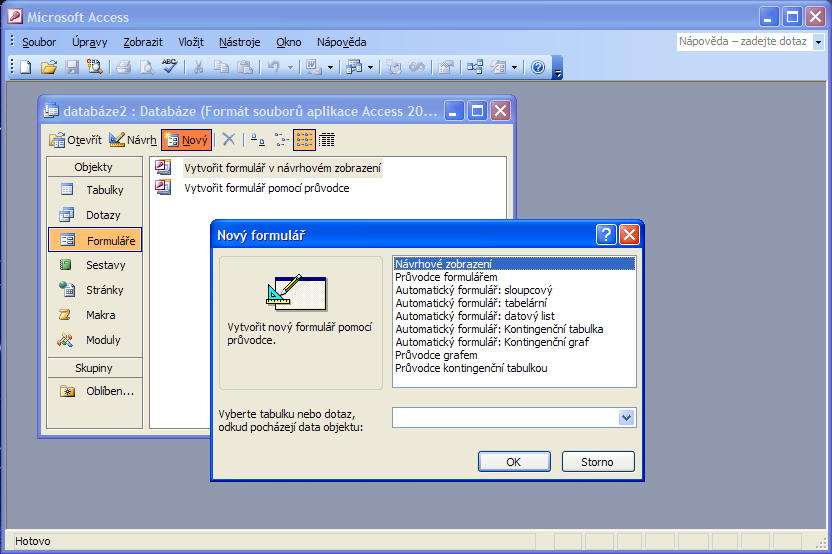 Microsoft Access
Soubor Úpravy Zobrazit Vložit Nástroje Okno Nápověda
Nápověda – zadejte dotaz
databáze2 : Databáze (Formát souborů aplikace Access 20...
Otevřít Návrh Nový
Objekty
Tabulky
Dotazy
Formuláře
Sestavy
Stránky
Makra
Moduly
Skupiny
Oblíben...
Vytvořit formulář v návrhovém zobrazení
Vytvořit formulář pomocí průvodce
Nový formulář
Vytvořit nový formulář pomocí
průvodce.
Návrhové zobrazení
Průvodce formulářem
Automatický formulář: sloupcový
Automatický formulář: tabelární
Automatický formulář: datový list
Automatický formulář: Kontingenční tabulka
Automatický formulář: Kontingenční graf
Průvodce grafem
Průvodce kontingenční tabulkou
Vyberte tabulku nebo dotaz,
odkud pocházejí data objektu:
OK Storno
Hotovo